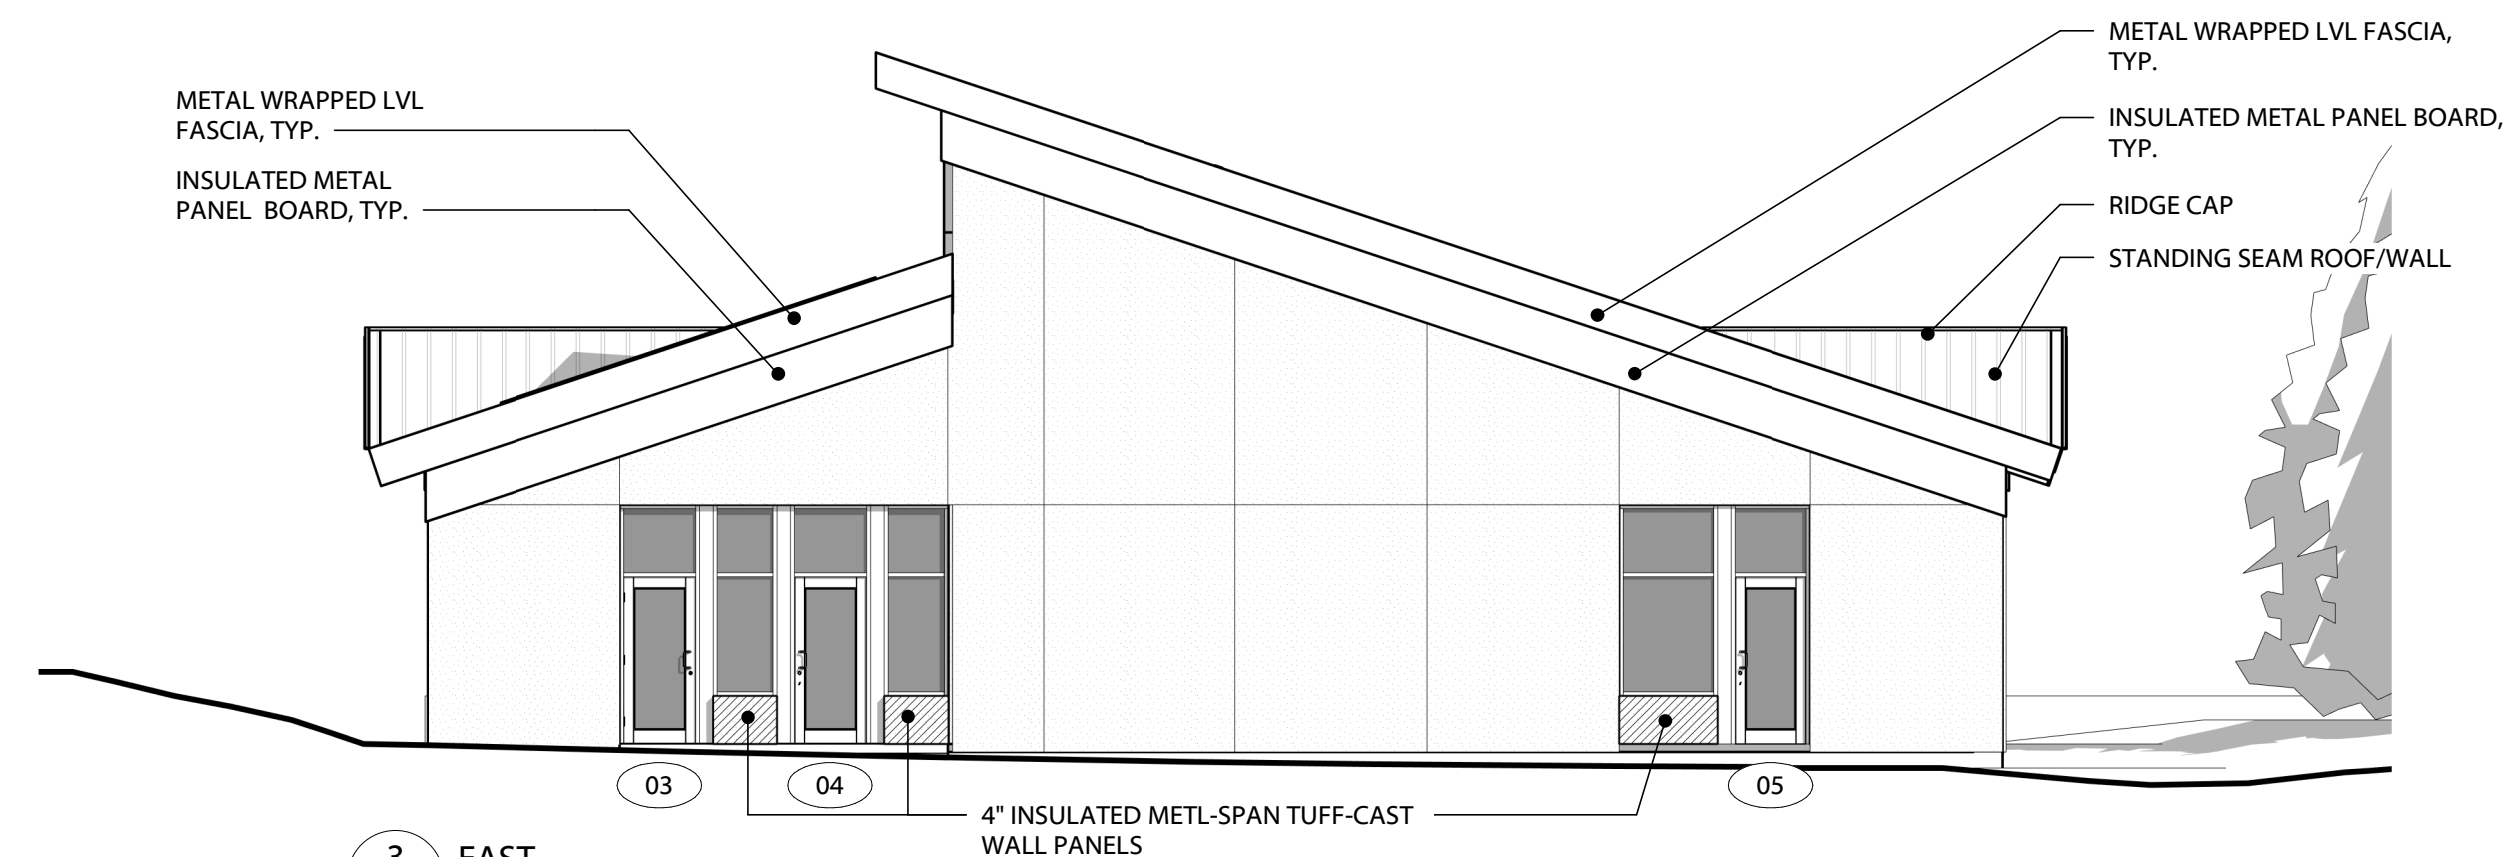 METAL WRAPPED LVL
FASCIA, TYP.
INSULATED METAL
PANEL BOARD, TYP.
METAL WRAPPED LVL FASCIA,
TYP.
INSULATED METAL PANEL BOARD,
TYP.
RIDGE CAP
STANDING SEAM ROOF/WALL
03
04
05
4" INSULATED METL-SPAN TUFF-CAST
WALL PANELS
3 EAST